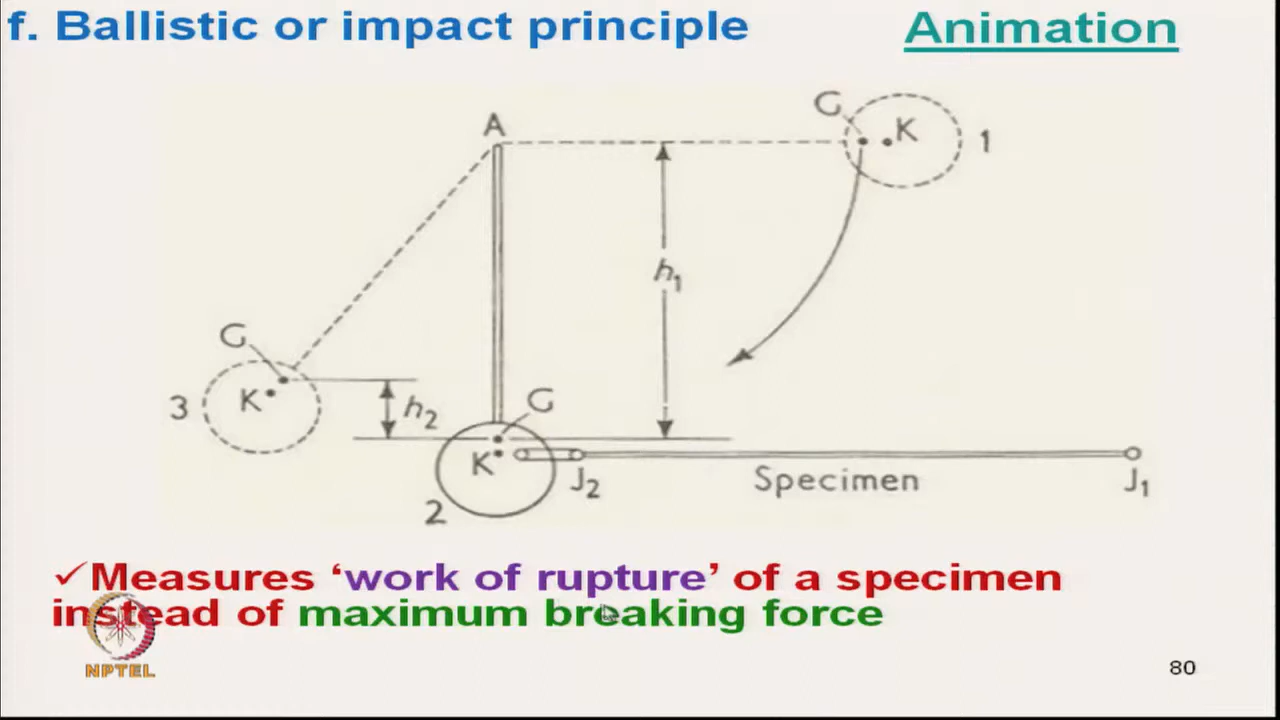 f. Ballistic or impact principle
Animation
A
G
K
1
h₁
G
K
3
h₂
G
K
J₂
Specimen
J₁
2
✓Measures ‘work of rupture’ of a specimen
instead of maximum breaking force
NPTEL
80